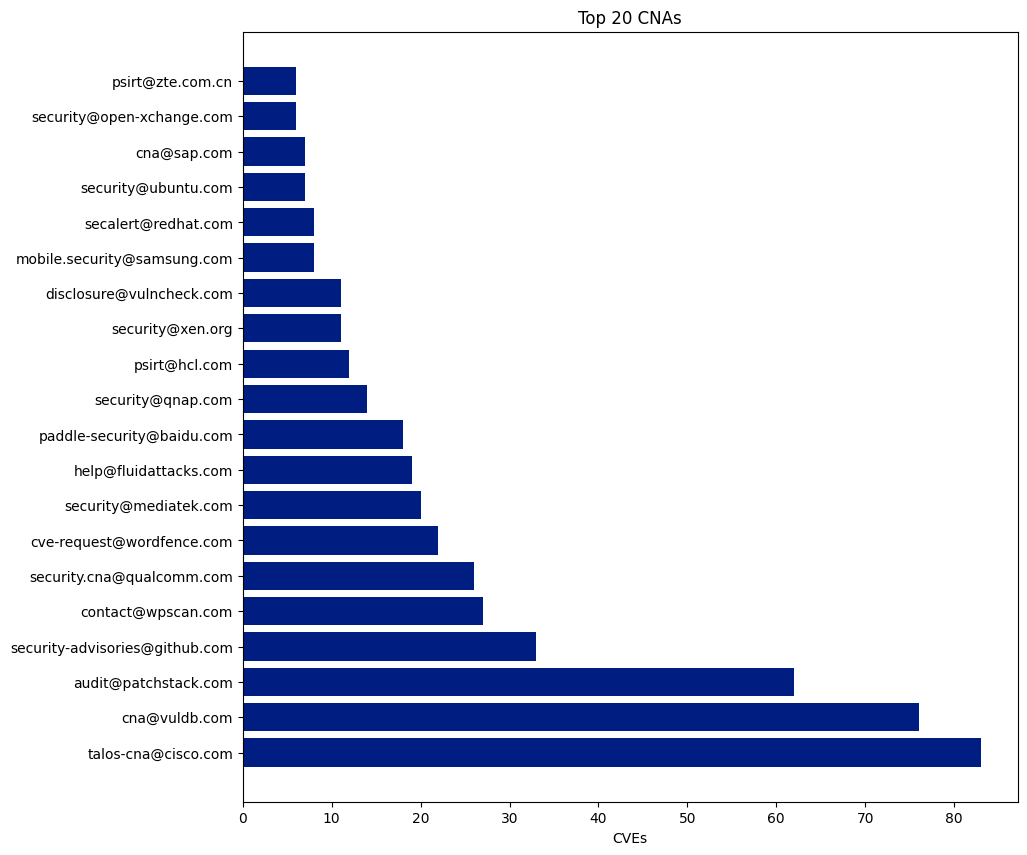 Top 20 CNAs
psirt@zte.com.cn
security@open-xchange.com
cna@sap.com
security@ubuntu.com
secalert@redhat.com
mobile.security@samsung.com
disclosure@vulncheck.com
security@xen.org
psirt@hcl.com
security@qnap.com
paddle-security@baidu.com
help@fluidattacks.com
security@mediatek.com
cve-request@wordfence.com
security.cna@qualcomm.com
contact@wpscan.com
security-advisories@github.com
audit@patchstack.com
cna@vuldb.com
talos-cna@cisco.com
0 10 20 30 40 50 60 70 80
CVEs